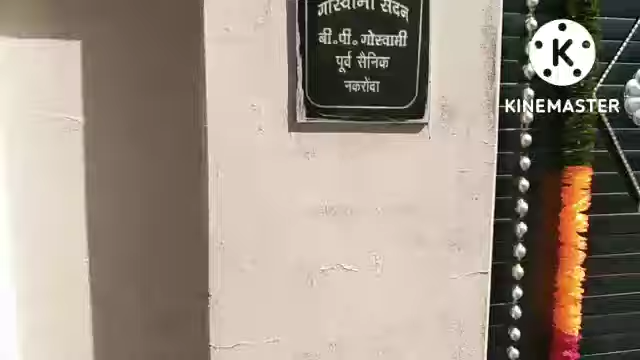 गोस्वामी सदन
बी॰पी॰ गोस्वामी
पूर्व सैनिक
नकरोंदा
KINEMASTER